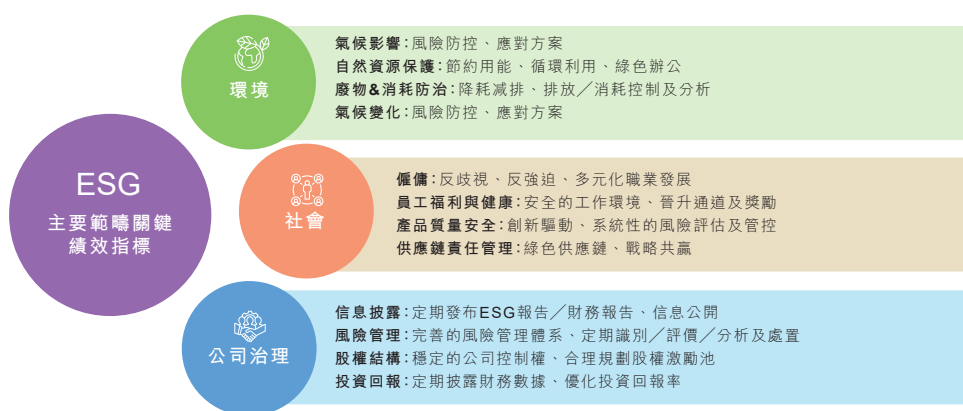 ESG
主要範疇關鍵
績效指標
環境
氣候影響：風險防控、應對方案
自然資源保護：節約用能、循環利用、綠色辦公
廢物&消耗防治：降耗减排、排放╱消耗控制及分析
氣候變化：風險防控、應對方案
社會
僱傭：反歧視、反強迫、多元化職業發展
員工福利與健康：安全的工作環境、晉升通道及獎勵
產品質量安全：創新驅動、系統性的風險評估及管控
供應鏈責任管理：綠色供應鏈、戰略共贏
公司治理
信息披露：定期發布ESG報告╱財務報告、信息公開
風險管理：完善的風險管理體系、定期識別╱評價╱分析及處置
股權結構：穩定的公司控制權、合理規劃股權激勵池
投資回報：定期披露財務數據、優化投資回報率